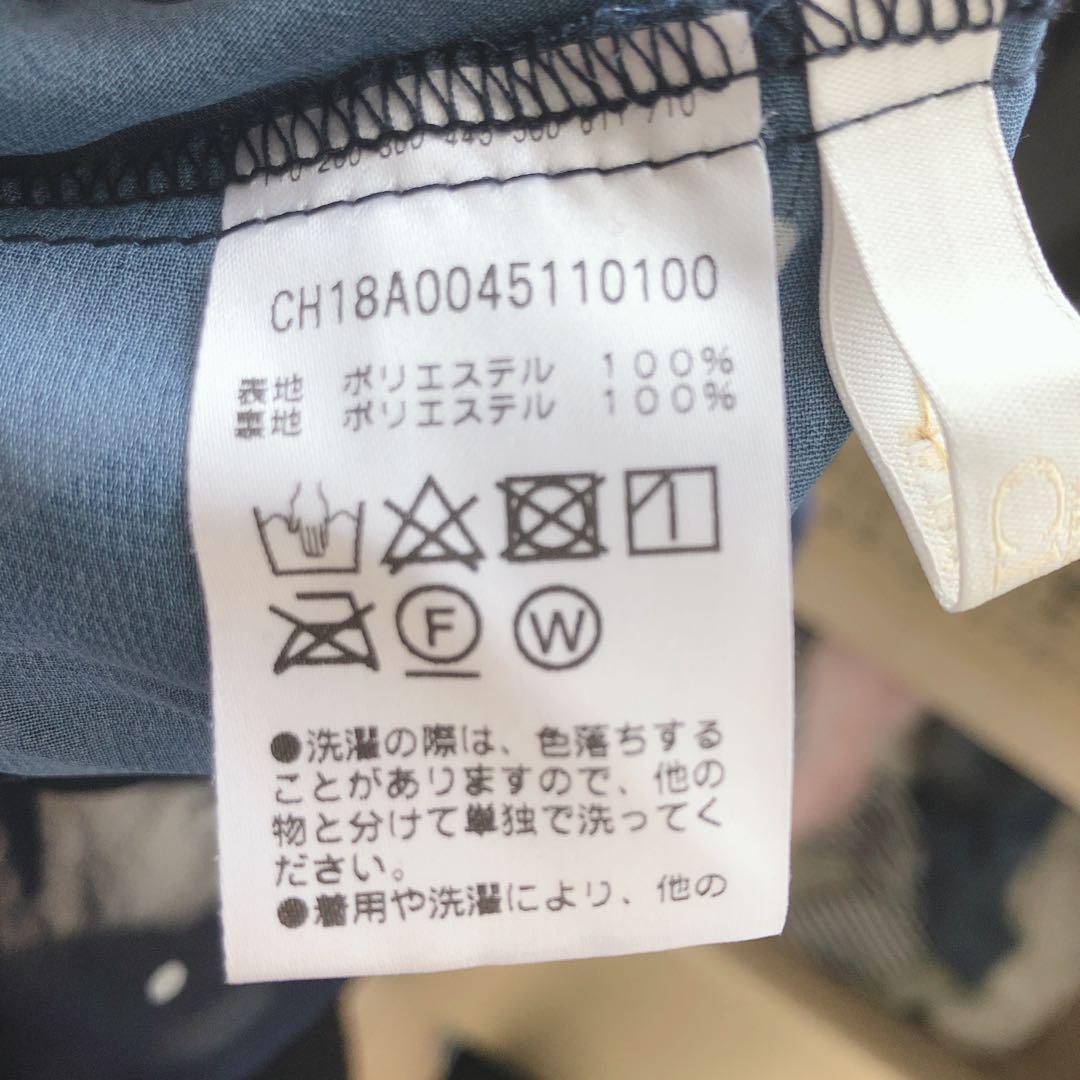 CH18A0045110100
表地 ポリエステル 100%
裏地 ポリエステル 100%
F
W
●洗濯の際は、色落ちする
ことがありますので、他の
物と分けて単独で洗ってく
ださい。
●着用や洗濯により、他の